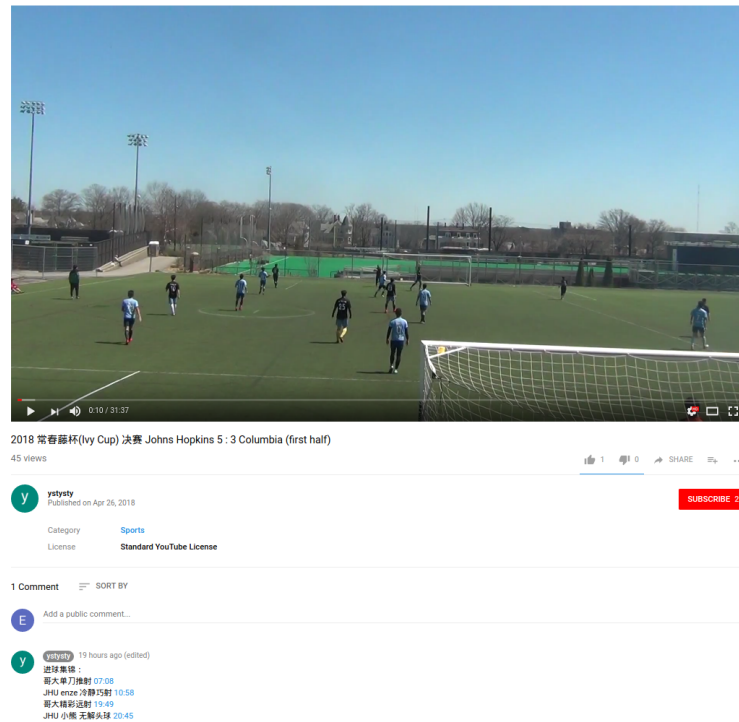 13
0:10 / 31:37
2018 常春藤杯(Ivy Cup) 决赛 Johns Hopkins 5 : 3 Columbia (first half)
45 views
1
0
SHARE
y
ystysty
Published on Apr 26, 2018
SUBSCRIBE 2
Category
Sports
License
Standard YouTube License
1 Comment
SORT BY
E
Add a public comment...
y
ystysty 19 hours ago (edited)
进球集锦：
哥大单刀推射 07:08
JHU enze 冷静巧射 10:58
哥大精彩远射 19:49
JHU 小熊 无解头球 20:45